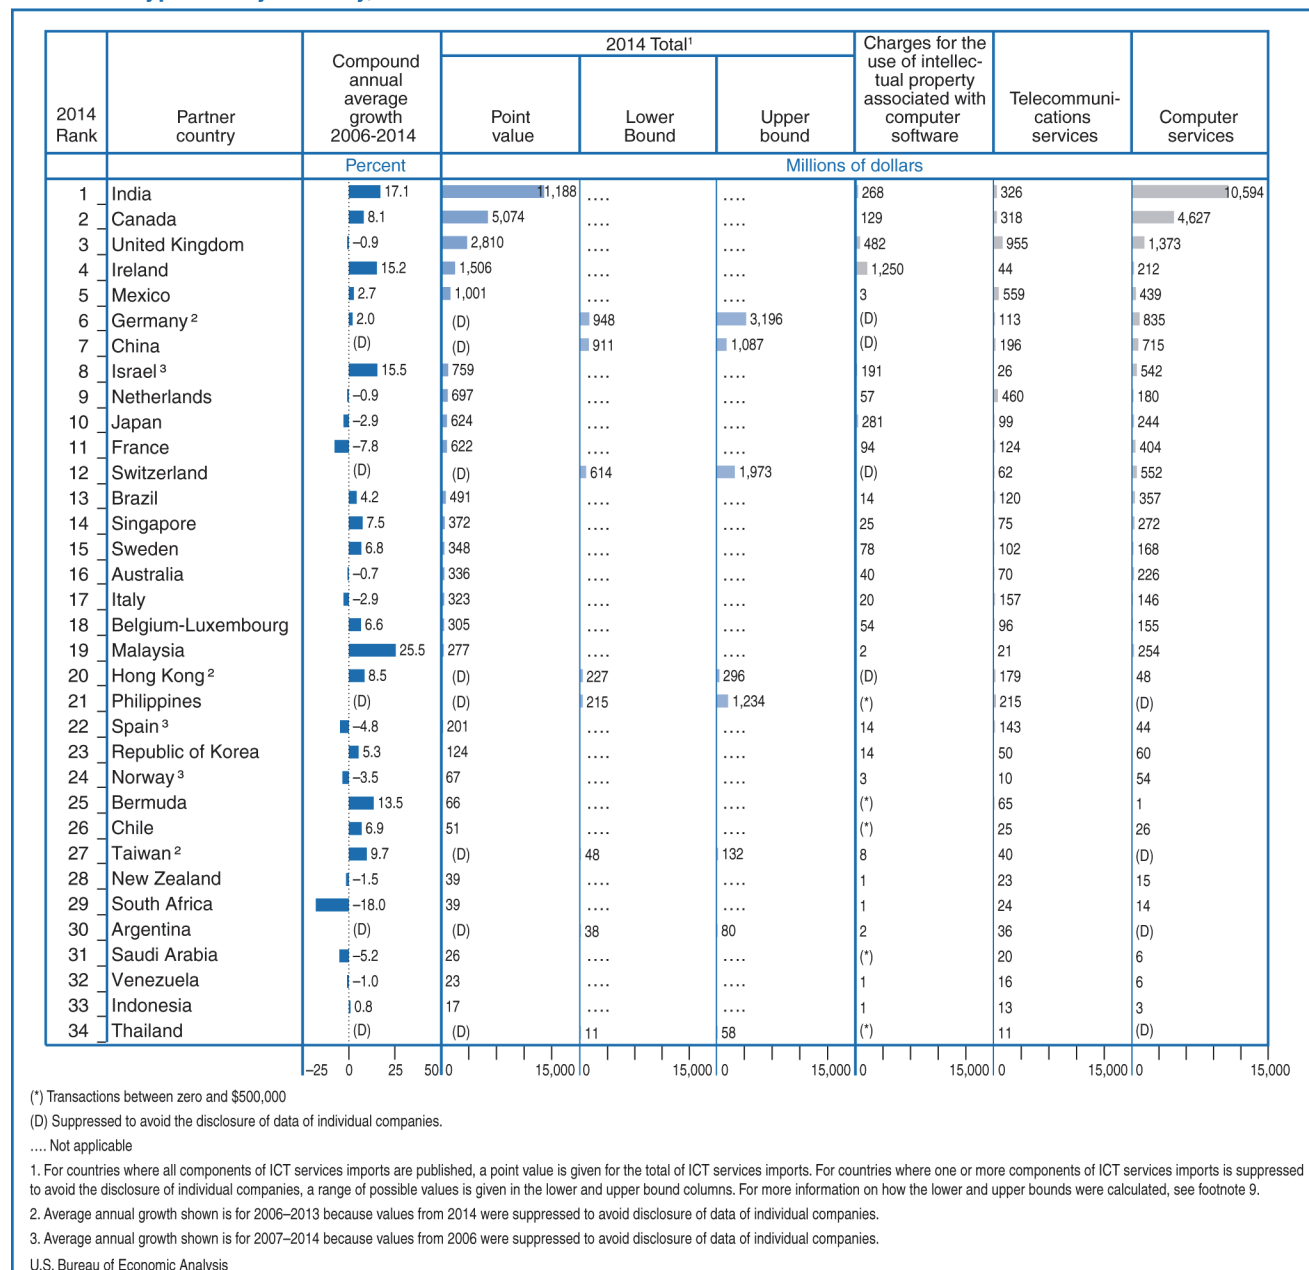 2014 Total¹
2014 Rank | Partner country | Compound annual average growth 2006-2014 | Point value | Lower Bound | Upper bound | Charges for the use of intellec-tual property associated with computer software | Telecommuni-cations services | Computer services
Percent | Millions of dollars
1 India 17.1 11,188 .... .... 268 326 10,594
2 Canada 8.1 5,074 .... .... 129 318 4,627
3 United Kingdom –0.9 2,810 .... .... 482 955 1,373
4 Ireland 15.2 1,506 .... .... 1,250 44 212
5 Mexico 2.7 1,001 .... .... 3 559 439
6 Germany ² 2.0 (D) 948 3,196 (D) 113 835
7 China (D) (D) 911 1,087 (D) 196 715
8 Israel ³ 15.5 759 .... .... 191 26 542
9 Netherlands –0.9 697 .... .... 57 460 180
10 Japan –2.9 624 .... .... 281 99 244
11 France –7.8 622 .... .... 94 124 404
12 Switzerland (D) (D) 614 1,973 (D) 62 552
13 Brazil 4.2 491 .... .... 14 120 357
14 Singapore 7.5 372 .... .... 25 75 272
15 Sweden 6.8 348 .... .... 78 102 168
16 Australia –0.7 336 .... .... 40 70 226
17 Italy –2.9 323 .... .... 20 157 146
18 Belgium-Luxembourg 6.6 305 .... .... 54 96 155
19 Malaysia 25.5 277 .... .... 2 21 254
20 Hong Kong ² 8.5 (D) 227 296 (D) 179 48
21 Philippines (D) (D) 215 1,234 (*) 215 (D)
22 Spain ³ –4.8 201 .... .... 14 143 44
23 Republic of Korea 5.3 124 .... .... 14 50 60
24 Norway ³ –3.5 67 .... .... 3 10 54
25 Bermuda 13.5 66 .... .... (*) 65 1
26 Chile 6.9 51 .... .... (*) 25 26
27 Taiwan ² 9.7 (D) 48 132 8 40 (D)
28 New Zealand –1.5 39 .... .... 1 23 15
29 South Africa –18.0 39 .... .... 1 24 14
30 Argentina (D) (D) 38 80 2 36 (D)
31 Saudi Arabia –5.2 26 .... .... (*) 20 6
32 Venezuela –1.0 23 .... .... 1 16 6
33 Indonesia 0.8 17 .... .... 1 13 3
34 Thailand (D) (D) 11 58 (*) 11 (D)
–25 0 25 50 0 15,000 0 15,000 0 15,000 0 15,000 0 15,000 0 15,000
(*) Transactions between zero and $500,000
(D) Suppressed to avoid the disclosure of data of individual companies.
.... Not applicable
1. For countries where all components of ICT services imports are published, a point value is given for the total of ICT services imports. For countries where one or more components of ICT services imports is suppressed
to avoid the disclosure of individual companies, a range of possible values is given in the lower and upper bound columns. For more information on how the lower and upper bounds were calculated, see footnote 9.
2. Average annual growth shown is for 2006–2013 because values from 2014 were suppressed to avoid disclosure of data of individual companies.
3. Average annual growth shown is for 2007–2014 because values from 2006 were suppressed to avoid disclosure of data of individual companies.
U.S. Bureau of Economic Analysis